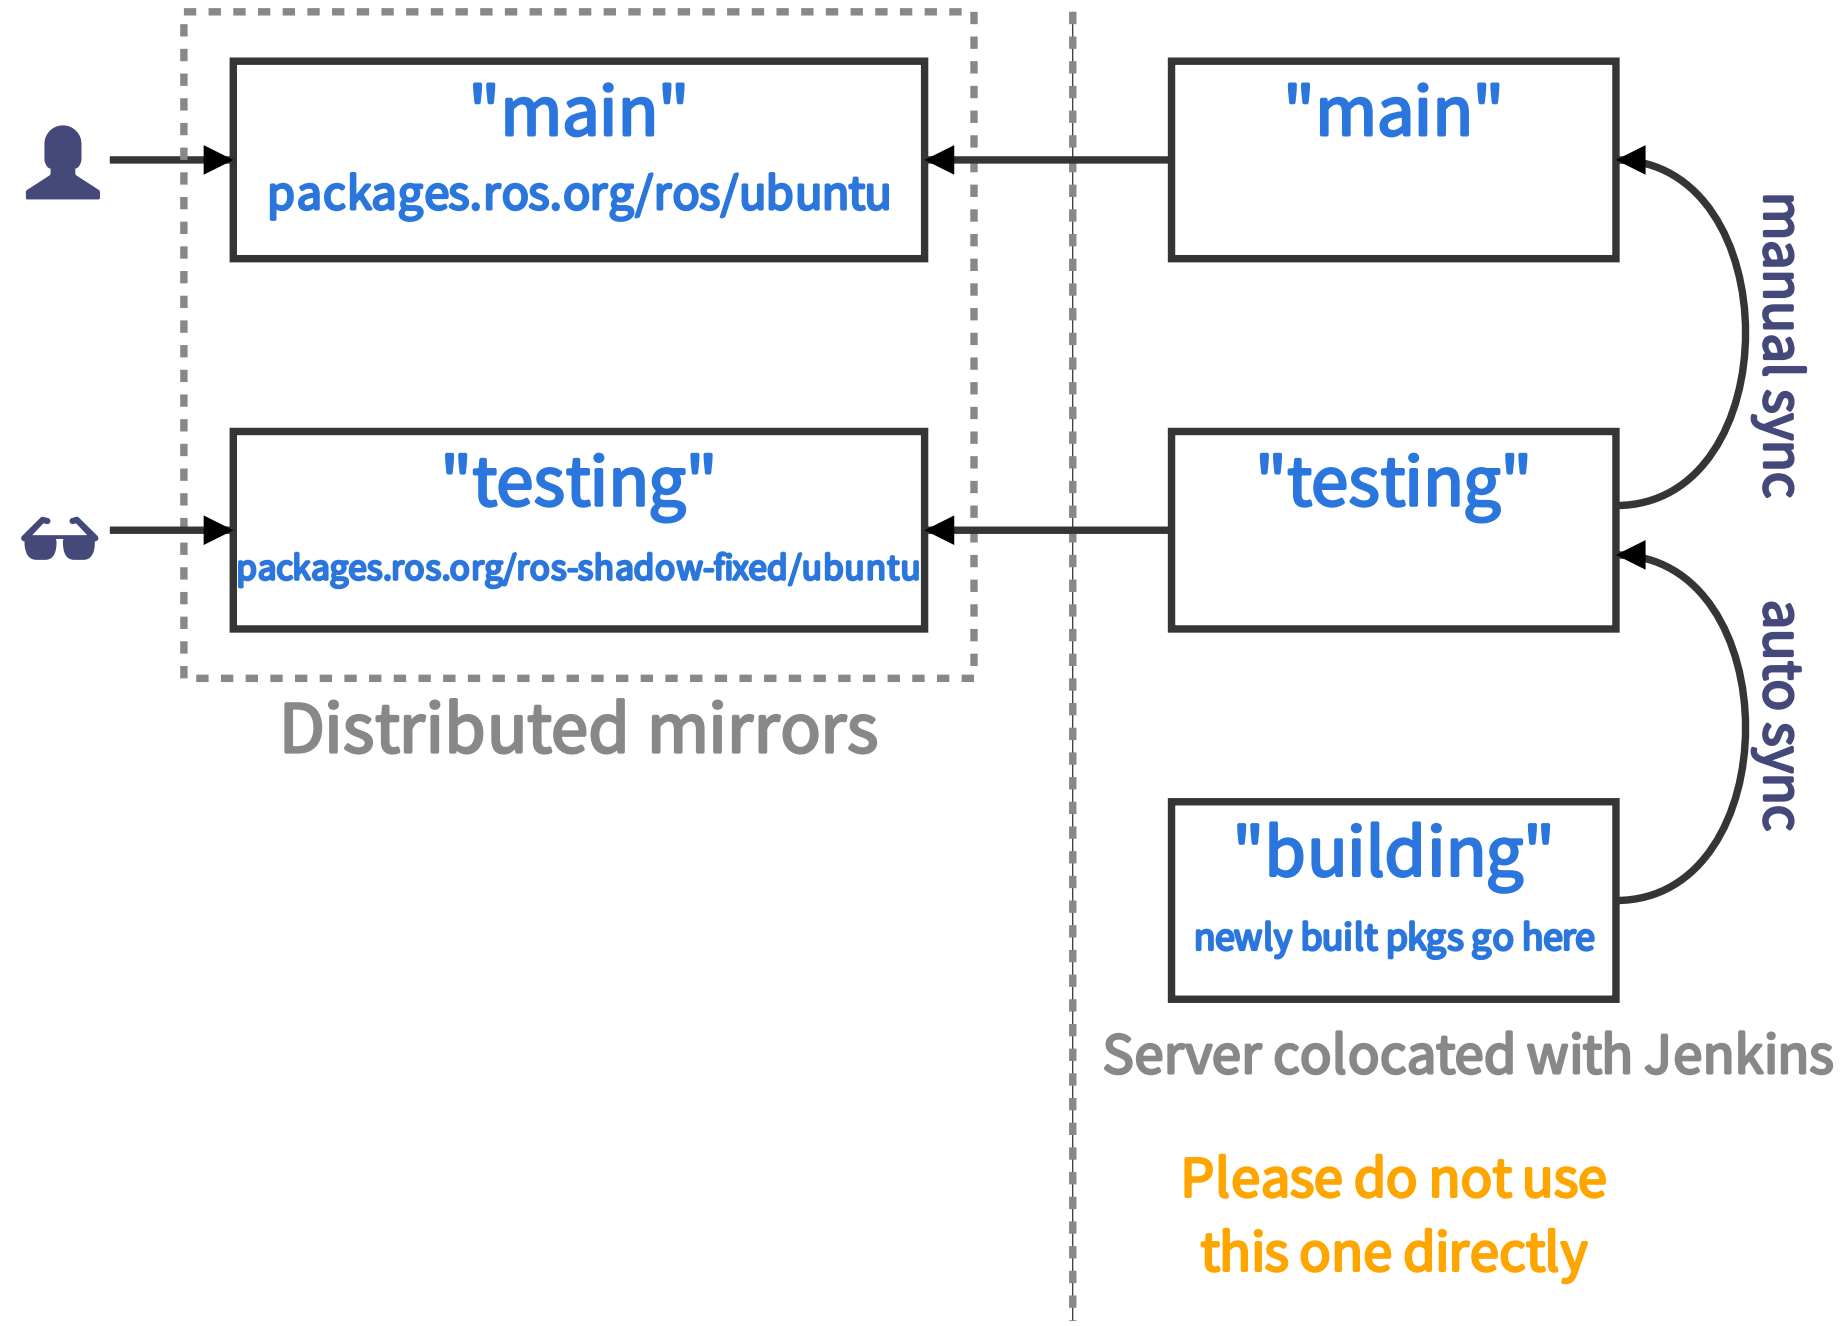 "main"
packages.ros.org/ros/ubuntu
"testing"
packages.ros.org/ros-shadow-fixed/ubuntu
Distributed mirrors
"main"
manual sync
"testing"
auto sync
"building"
newly built pkgs go here
Server colocated with Jenkins
Please do not use
this one directly